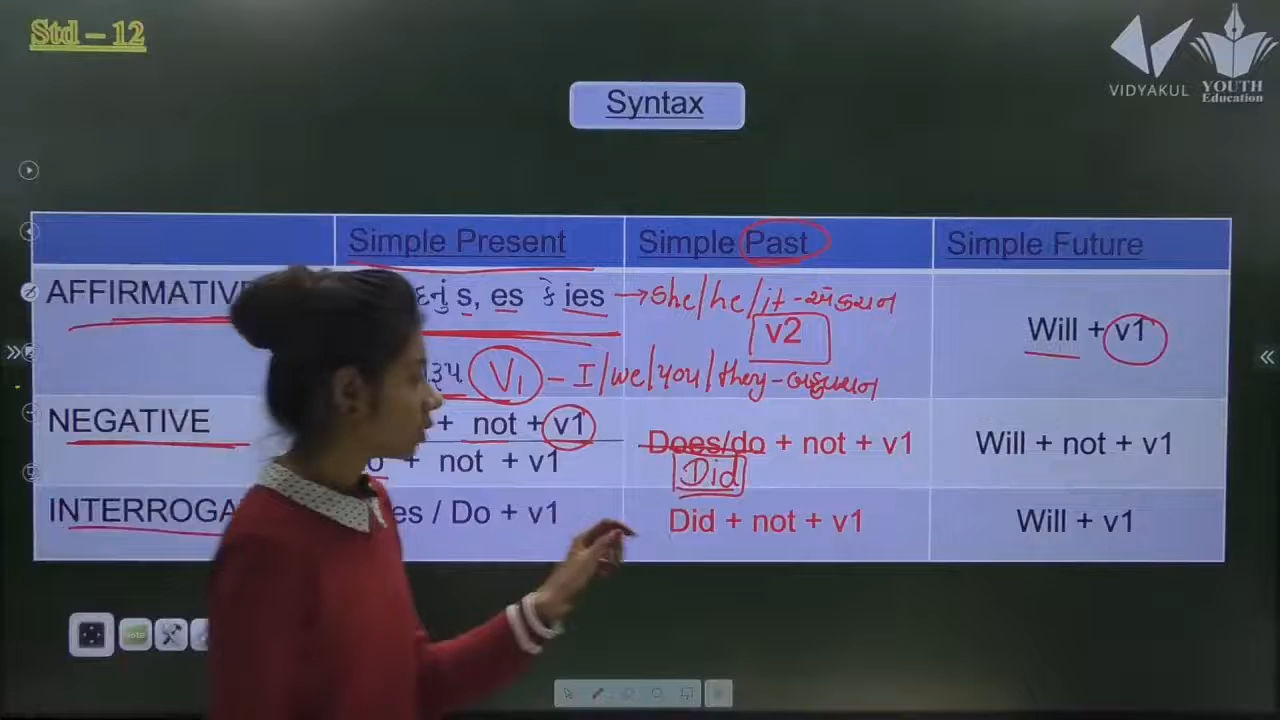 Std – 12
VIDYAKUL
YOUTH
Education
Syntax
Simple Present
Simple Past
Simple Future
AFFIRMATIVE
s, es કે ies → she/he/it - એકવચન
v2
Will + v1
V1 – I/we/you/they - બહુવચન
NEGATIVE
+ not + v1
+ not + v1
Does/do + not + v1
Did
Will + not + v1
INTERROGA
es / Do + v1
Did + not + v1
Will + v1